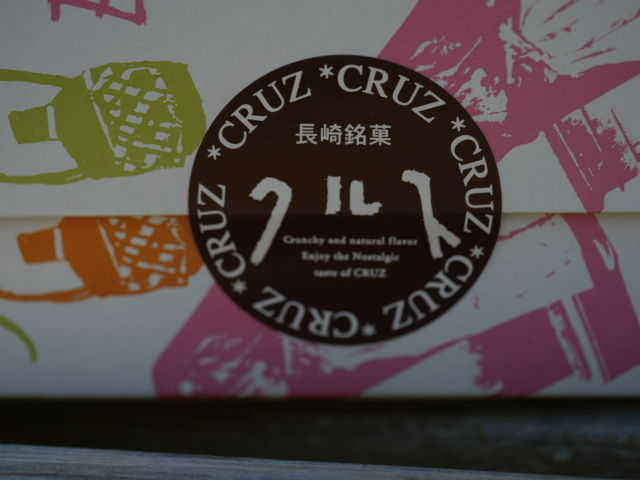 *CRUZ *CRUZ *CRUZ *CRUZ *CRUZ *CRUZ
長崎銘菓
クルス
Crunchy and natural flavor
Enjoy the Nostalgic
taste of CRUZ